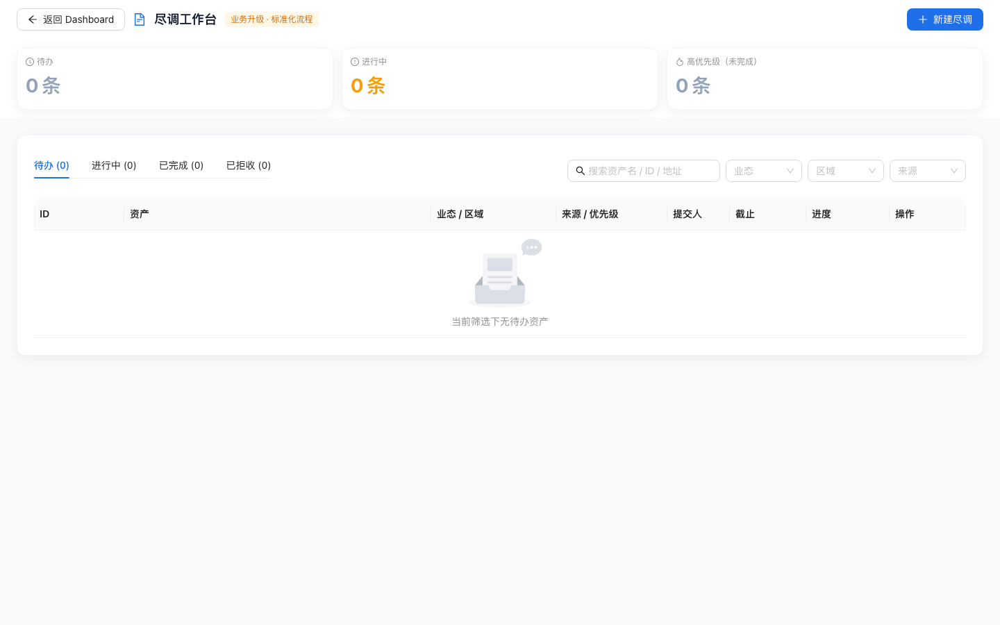 返回 Dashboard 尽调工作台 业务升级 · 标准化流程 新建尽调
待办 进行中 高优先级（未完成）
0 条 0 条 0 条
待办 (0) 进行中 (0) 已完成 (0) 已拒收 (0) 搜索资产名 / ID / 地址 业态 区域 来源
ID 资产 业态 / 区域 来源 / 优先级 提交人 截止 进度 操作
当前筛选下无待办资产